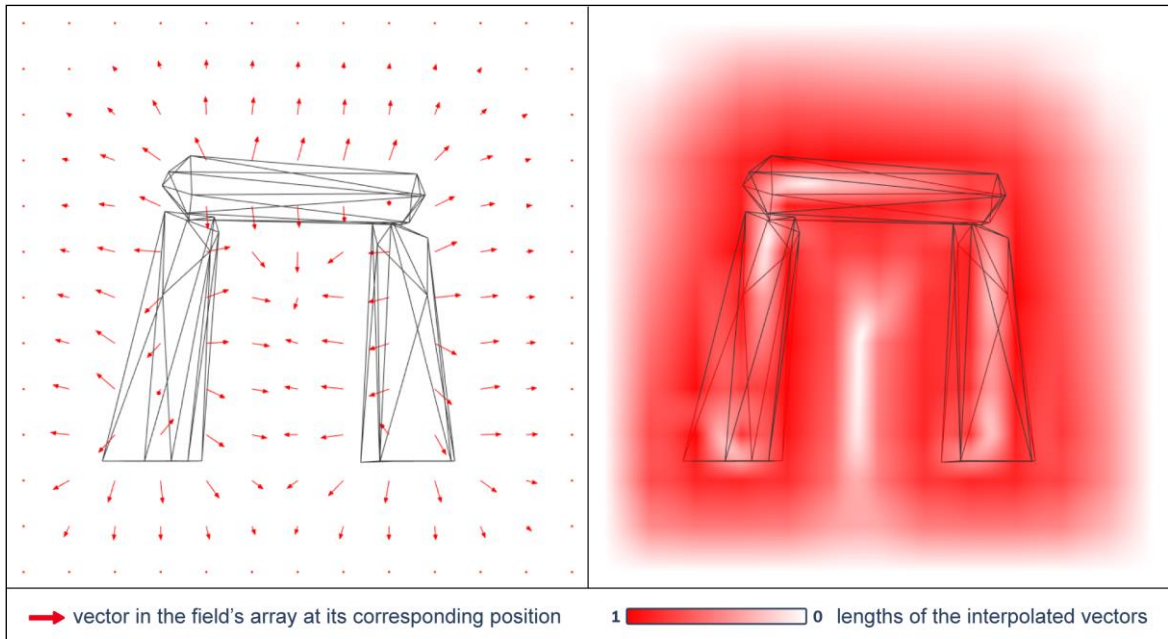 vector in the field's array at its corresponding position
1 0 lengths of the interpolated vectors